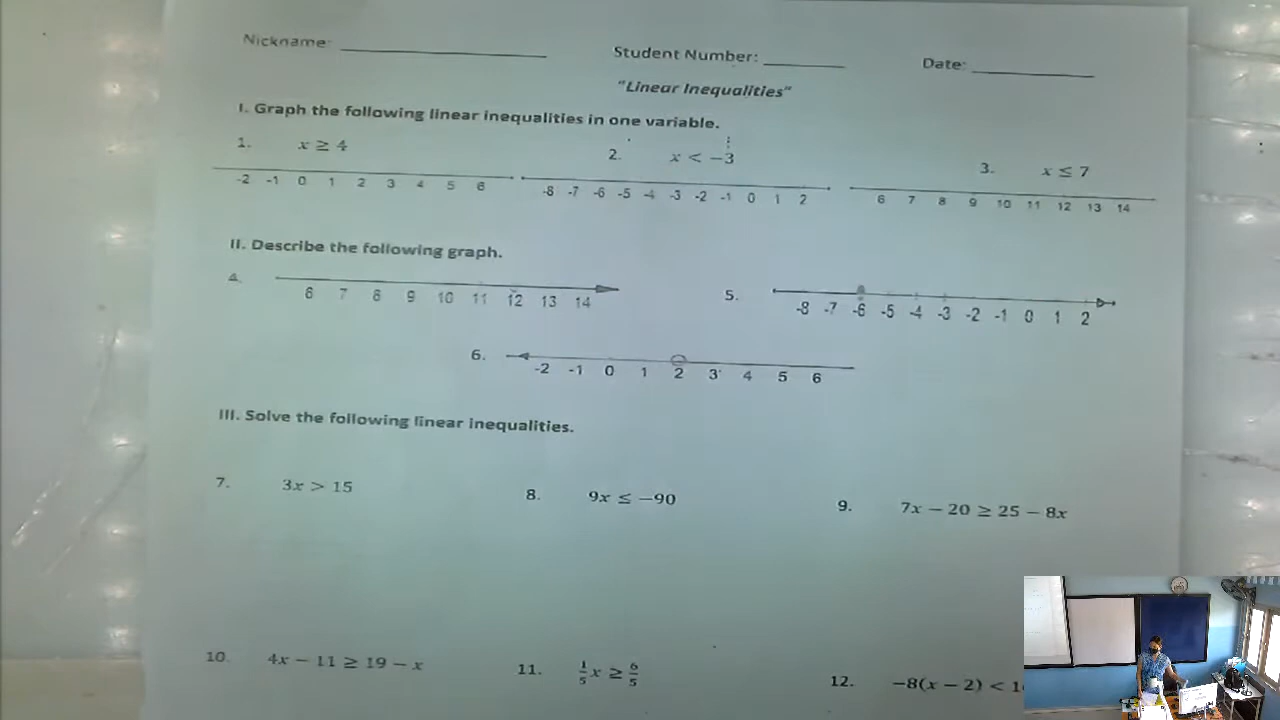 Nickname: ____________ Student Number: ______ Date: ________
"Linear Inequalities"
I. Graph the following linear inequalities in one variable.
1. x ≥ 4 2. x < −3 3. x ≤ 7
-2 -1 0 1 2 3 4 5 6 -8 -7 -6 -5 -4 -3 -2 -1 0 1 2 6 7 8 9 10 11 12 13 14
II. Describe the following graph.
4. 6 7 8 9 10 11 12 13 14 5. -8 -7 -6 -5 -4 -3 -2 -1 0 1 2
6. -2 -1 0 1 2 3 4 5 6
III. Solve the following linear inequalities.
7. 3x > 15 8. 9x ≤ −90 9. 7x − 20 ≥ 25 − 8x
10. 4x − 11 ≥ 19 − x 11. 1/5 x ≥ 6/5 12. −8(x − 2) < 1